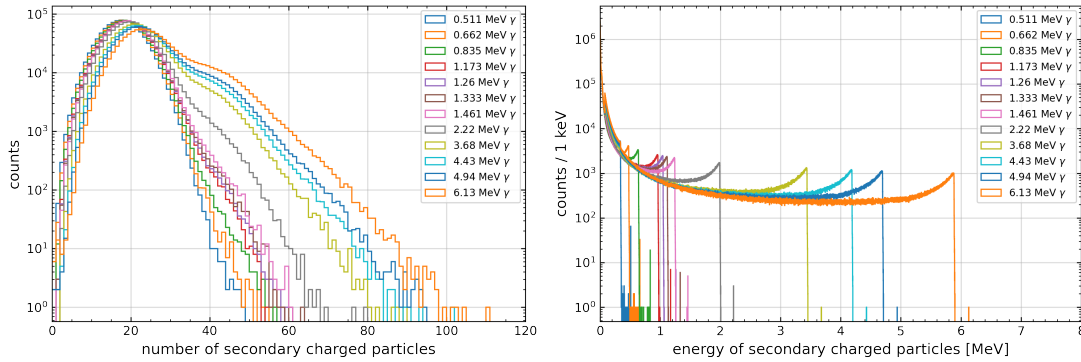 counts
10⁵
10⁴
10³
10²
10¹
10⁰
0 20 40 60 80 100 120
number of secondary charged particles
0.511 MeV γ
0.662 MeV γ
0.835 MeV γ
1.173 MeV γ
1.26 MeV γ
1.333 MeV γ
1.461 MeV γ
2.22 MeV γ
3.68 MeV γ
4.43 MeV γ
4.94 MeV γ
6.13 MeV γ
counts / 1 keV
10⁶
10⁵
10⁴
10³
10²
10¹
10⁰
0 1 2 3 4 5 6 7 8
energy of secondary charged particles [MeV]
0.511 MeV γ
0.662 MeV γ
0.835 MeV γ
1.173 MeV γ
1.26 MeV γ
1.333 MeV γ
1.461 MeV γ
2.22 MeV γ
3.68 MeV γ
4.43 MeV γ
4.94 MeV γ
6.13 MeV γ